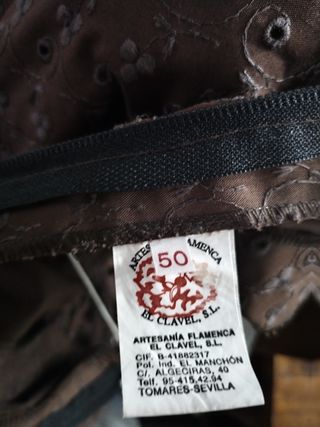 ARTES FLAMENCA
50
EL CLAVEL, S.L.
ARTESANÍA FLAMENCA
EL CLAVEL, S.L.
CIF. B-41882317
Pol. Ind. EL MANCHÓN
C/. ALGECIRAS, 40
Telf. 95-415.42.94
TOMARES-SEVILLA